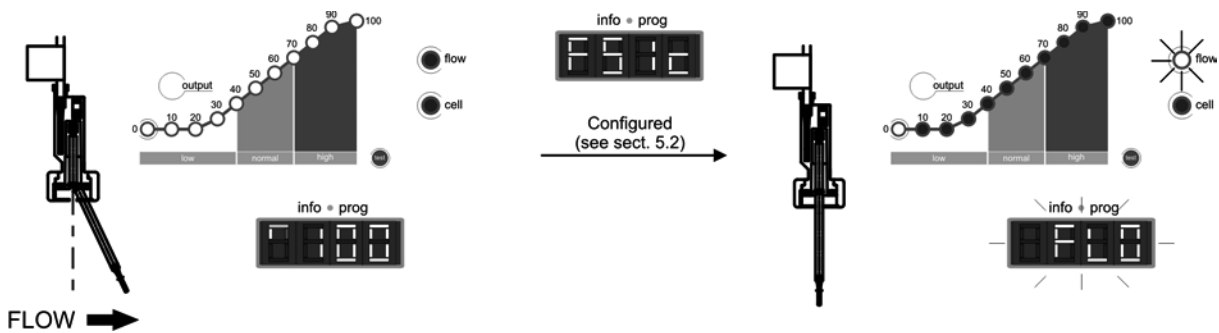 90
100
80
70
60
50
40
30
20
10
0
output
flow
cell
low normal high
test
info • prog
FLOW
info • prog
Configured
(see sect. 5.2)
90
100
80
70
60
50
40
30
20
10
0
output
flow
cell
low normal high
test
info • prog